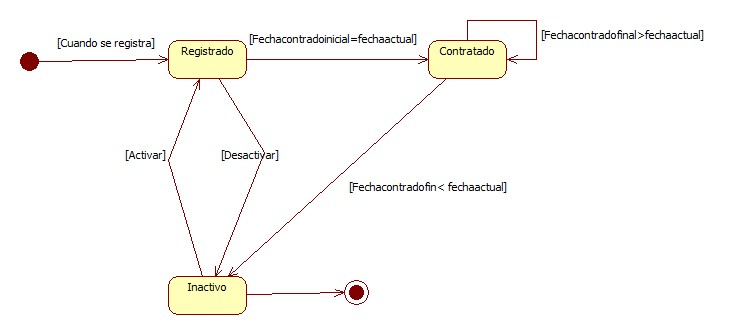 [Cuando se registra]
Registrado
[Fechacontradoinicial=fechaactual]
Contratado
[Fechacontradofinal>fechaactual]
[Activar]
[Desactivar]
[Fechacontradofin< fechaactual]
Inactivo